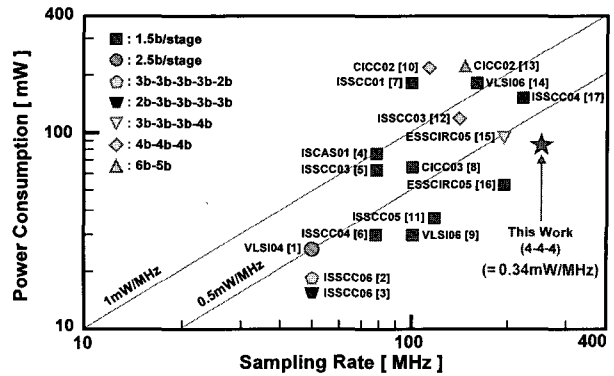 Power Consumption [ mW ]
400
100
10
: 1.5b/stage
: 2.5b/stage
: 3b-3b-3b-3b-2b
: 2b-3b-3b-3b-3b
: 3b-3b-3b-4b
: 4b-4b-4b
: 6b-5b
CICC02 [10]
CICC02 [13]
ISSCC01 [7]
VLSI06 [14]
ISSCC04 [17]
ISSCC03 [12]
ESSCIRC05 [15]
ISCAS01 [4]
ISSCC03 [5]
CICC03 [8]
ESSCIRC05 [16]
ISSCC05 [11]
ISSCC04 [6]
VLSI06 [9]
VLSI04 [1]
ISSCC06 [2]
ISSCC06 [3]
This Work
(4-4-4)
(= 0.34mW/MHz)
1mW/MHz
0.5mW/MHz
10
100
400
Sampling Rate [ MHz ]